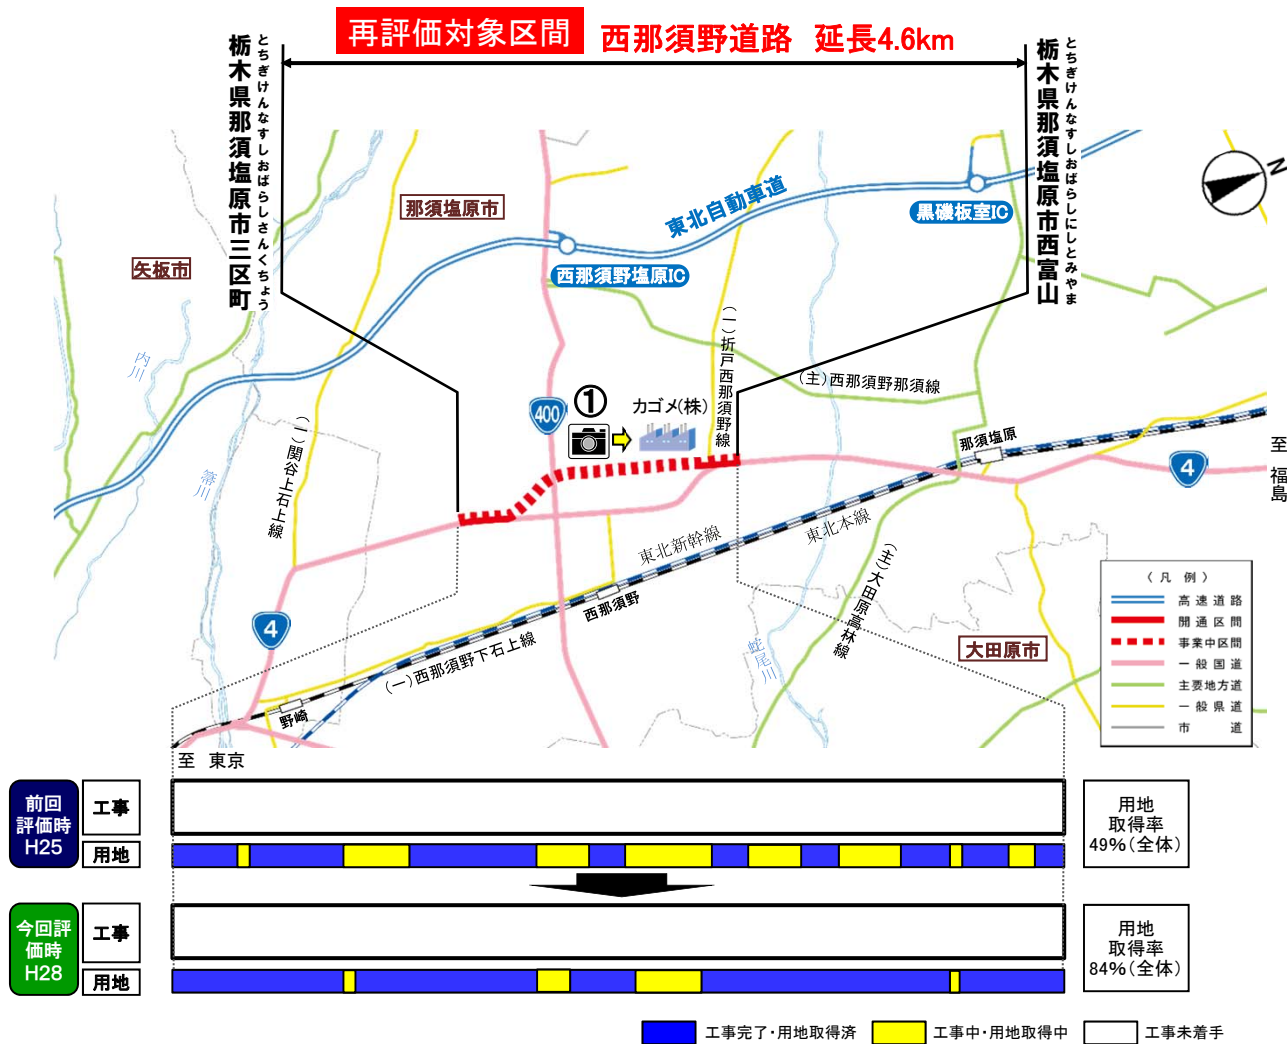 再評価対象区間
西那須野道路　延長4.6km
栃木県那須塩原市三区町
とちぎけんなすしおばらしさんくちょう
栃木県那須塩原市西富山
とちぎけんなすしおばらしにしとみやま
N
那須塩原市
東北自動車道
黒磯板室IC
矢板市
西那須野塩原IC
内川
(一)折戸西那須野線
(主)西那須野那須線
①
400
カゴメ(株)
(一)関谷上石上線
箒川
那須塩原
4
至 福島
東北新幹線
東北本線
(主)大田原高林線
西那須野
4
蛇尾川
大田原市
(一)西那須野下石上線
野崎
至 東京
(凡例)
高速道路
開通区間
事業中区間
一般国道
主要地方道
一般県道
市道
前回
評価時
H25
工事
用地
用地
取得率
49%(全体)
今回評
価時
H28
工事
用地
用地
取得率
84%(全体)
工事完了・用地取得済
工事中・用地取得中
工事未着手